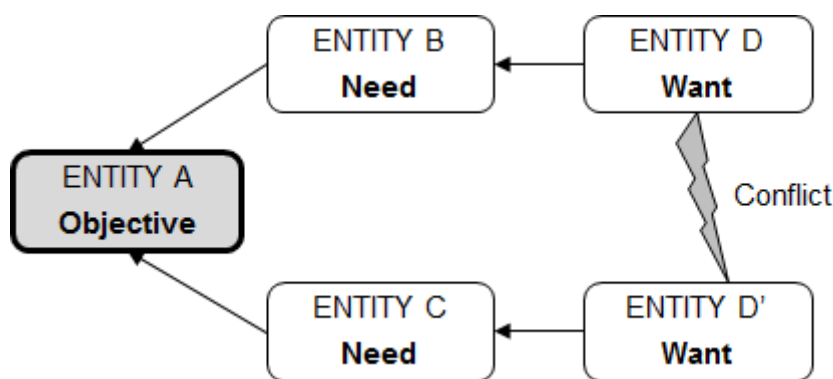 ENTITY B
Need
ENTITY D
Want
ENTITY A
Objective
Conflict
ENTITY C
Need
ENTITY D’
Want